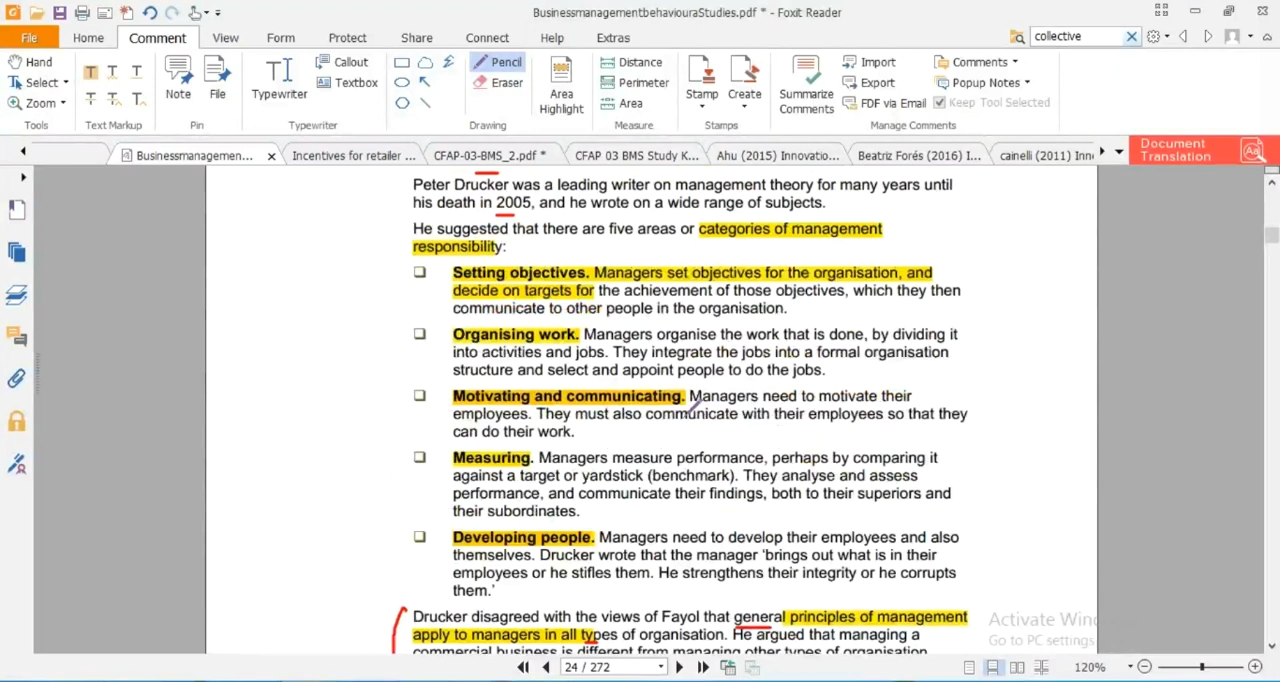 BusinessmanagementbehaviouraStudies.pdf * - Foxit Reader
File Home Comment View Form Protect Share Connect Help Extras collective
Hand
Select
Zoom
Tools
Text Markup
Note
File
Pin
Typewriter
Callout
Textbox
Typewriter
Pencil
Eraser
Drawing
Area
Highlight
Distance
Perimeter
Area
Measure
Stamp
Create
Stamps
Summarize
Comments
Import
Export
FDF via Email
Comments
Popup Notes
Keep Tool Selected
Manage Comments
Businessmanagemen... Incentives for retailer ... CFAP-03-BMS_2.pdf * CFAP 03 BMS Study K... Ahu (2015) Innovatio... Beatriz Forés (2016) I... cainelli (2011) Inn
Document
Translation
Peter Drucker was a leading writer on management theory for many years until
his death in 2005, and he wrote on a wide range of subjects.
He suggested that there are five areas or categories of management
responsibility:
Setting objectives. Managers set objectives for the organisation, and
decide on targets for the achievement of those objectives, which they then
communicate to other people in the organisation.
Organising work. Managers organise the work that is done, by dividing it
into activities and jobs. They integrate the jobs into a formal organisation
structure and select and appoint people to do the jobs.
Motivating and communicating. Managers need to motivate their
employees. They must also communicate with their employees so that they
can do their work.
Measuring. Managers measure performance, perhaps by comparing it
against a target or yardstick (benchmark). They analyse and assess
performance, and communicate their findings, both to their superiors and
their subordinates.
Developing people. Managers need to develop their employees and also
themselves. Drucker wrote that the manager ‘brings out what is in their
employees or he stifles them. He strengthens their integrity or he corrupts
them.’
Drucker disagreed with the views of Fayol that general principles of management
apply to managers in all types of organisation. He argued that managing a
commercial business is different from managing other types of organisation
Activate Win
Go to PC settings
24 / 272
120%